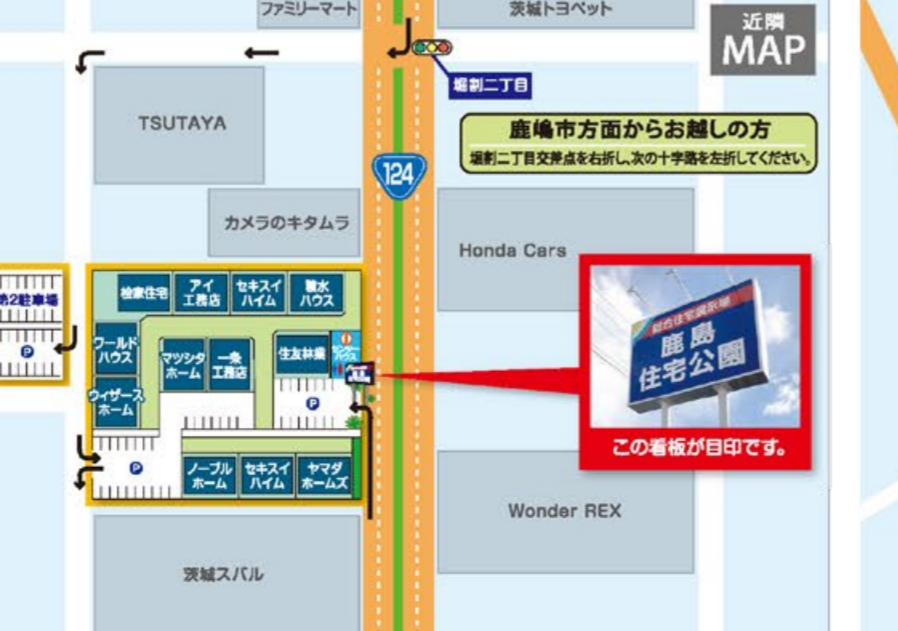 ファミリーマート
茨城トヨペット
近隣
MAP
堀割二丁目
TSUTAYA
鹿嶋市方面からお越しの方
堀割二丁目交差点を右折し、次の十字路を左折してください。
124
カメラのキタムラ
Honda Cars
第2駐車場
P
桧家住宅
アイ
工務店
セキスイ
ハイム
積水
ハウス
ワールド
ハウス
マツシタ
ホーム
一条
工務店
住友林業
センター
ハウス
ウィザース
ホーム
P
P
ノーブル
ホーム
セキスイ
ハイム
ヤマダ
ホームズ
総合住宅展示場
鹿島
住宅公園
この看板が目印です。
Wonder REX
茨城スバル